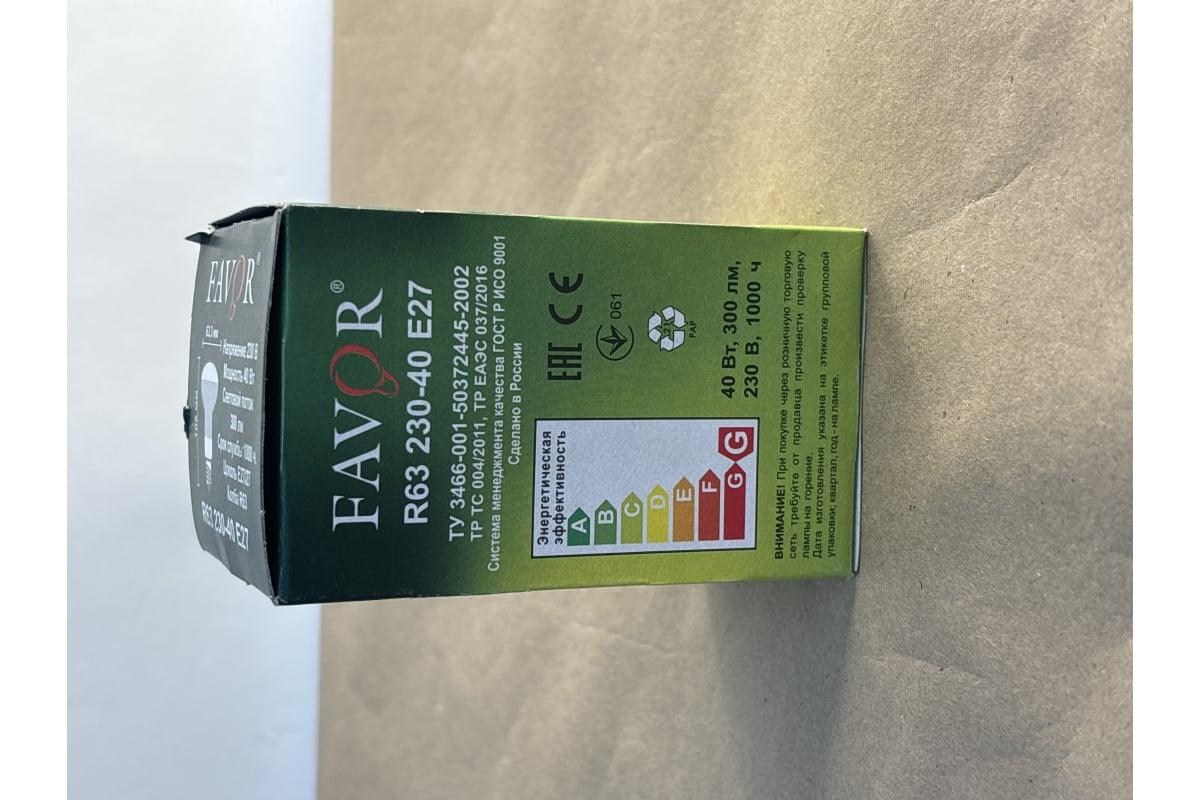 FAVOR®
63,3 мм
Напряжение 230 В
Мощность 40 Вт
Световой поток
300 лм
Срок службы 1000 ч.
Цоколь E27/27
Колба R63
R63 230-40 E27
FAVOR®
R63 230-40 E27
ТУ 3466-001-50372445-2002
ТР ТС 004/2011, ТР ЕАЭС 037/2016
Система менеджмента качества ГОСТ Р ИСО 9001
Сделано в России
Энергетическая
эффективность
A
B
C
D
E
F
G
G
EAC CE
061
21
PAP
40 Вт, 300 лм,
230 В, 1000 ч
ВНИМАНИЕ! При покупке через розничную торговую
сеть требуйте от продавца произвести проверку
лампы на горение.
Дата изготовления указана на этикетке групповой
упаковки; квартал, год - на лампе.